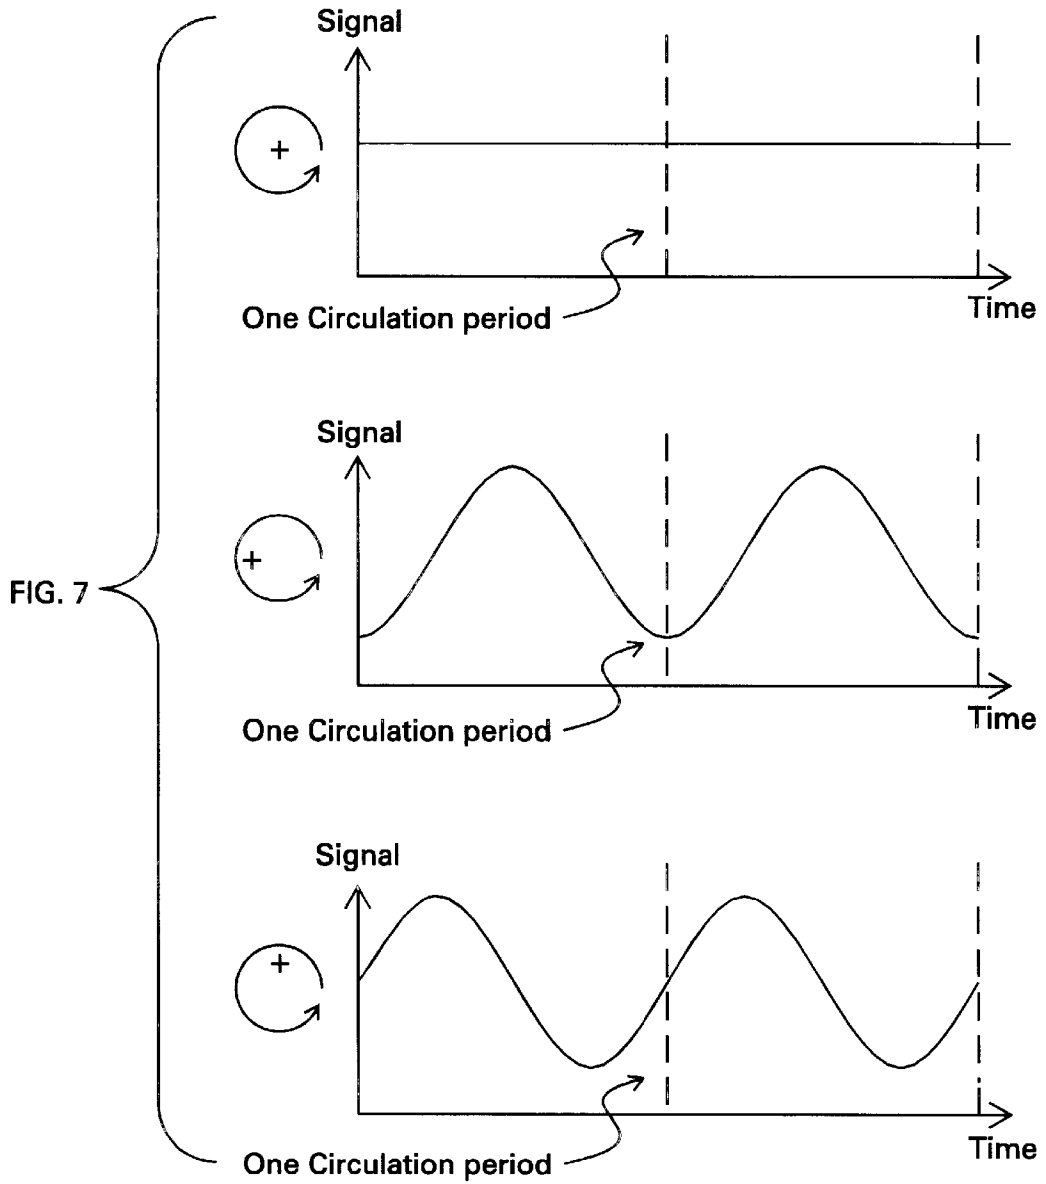 Signal
One Circulation period
Time
Signal
FIG. 7
One Circulation period
Time
Signal
One Circulation period
Time